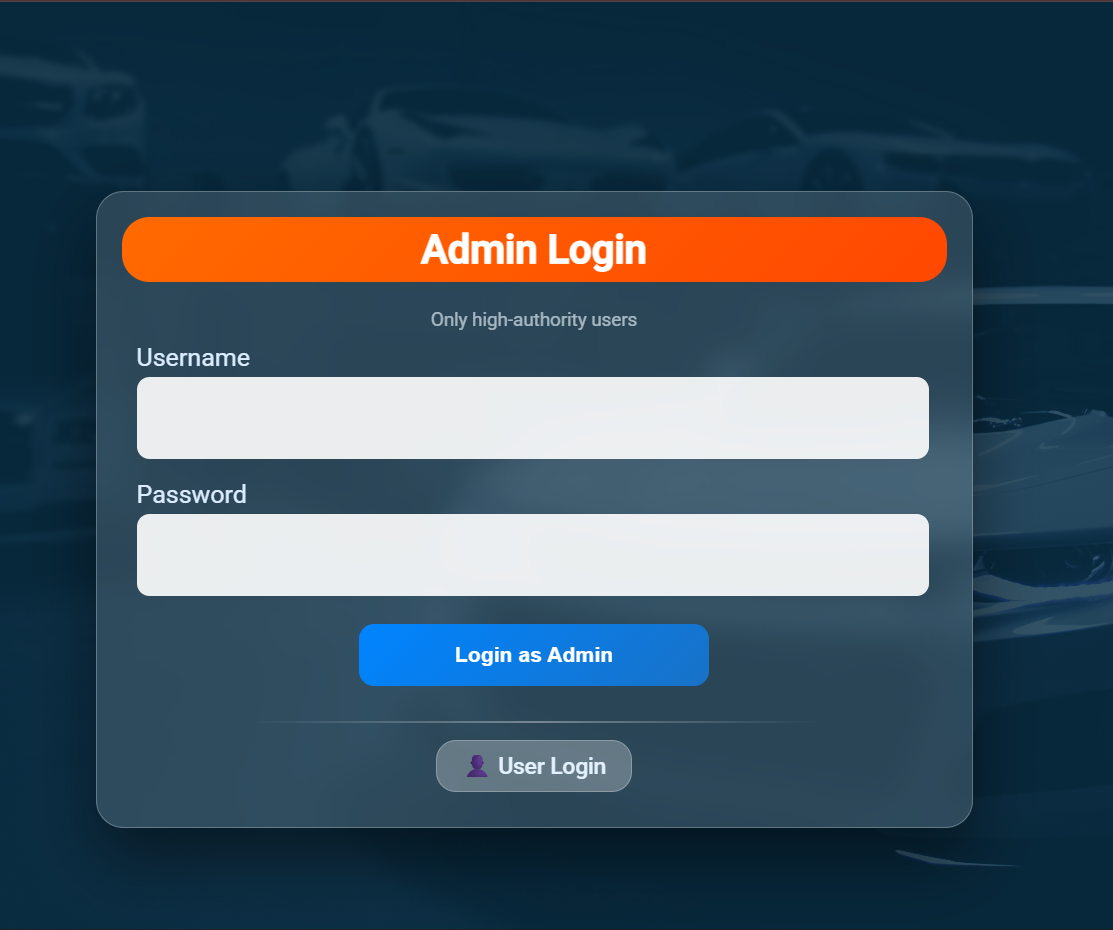 Admin Login
Only high-authority users
Username
Password
Login as Admin
User Login